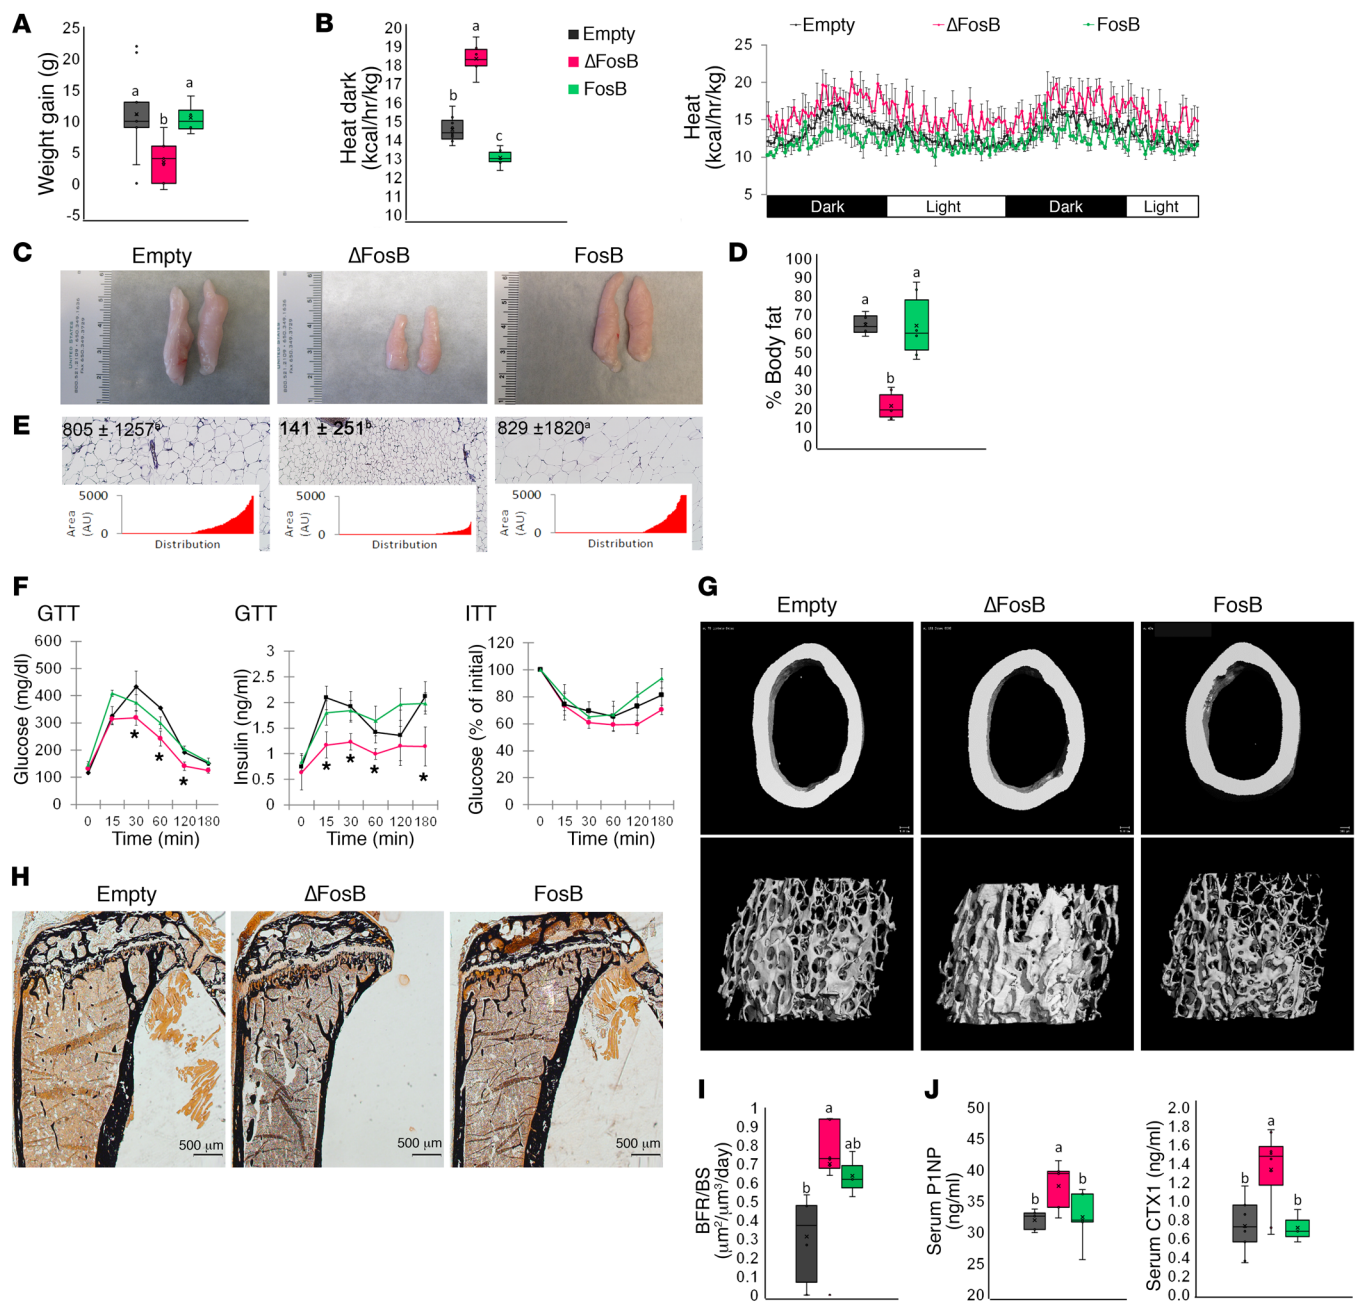 A
Weight gain (g)
25
20
15
10
5
0
-5
a
b
a
B
Heat dark
(kcal/hr/kg)
20
19
19
18
17
16
15
14
13
12
11
10
b
a
c
Empty
ΔFosB
FosB
Empty
ΔFosB
FosB
Heat
(kcal/hr/kg)
25
20
15
10
5
Dark
Light
Dark
Light
C
Empty
ΔFosB
FosB
D
% Body fat
100
90
80
70
60
50
40
30
20
10
0
a
b
a
E
805 ± 1257a
141 ± 251b
829 ±1820a
5000
Area
(AU)
0
Distribution
5000
Area
(AU)
0
Distribution
5000
Area
(AU)
0
Distribution
F
GTT
Glucose (mg/dl)
600
500
400
300
200
100
0
* * *
0 15 30 60 120 180
Time (min)
GTT
Insulin (ng/ml)
3
2.5
2
1.5
1
0.5
0
* * * *
0 15 30 60 120 180
Time (min)
ITT
Glucose (% of initial)
120
100
80
60
40
20
0
0 15 30 60 120 180
Time (min)
G
Empty
ΔFosB
FosB
H
Empty
ΔFosB
FosB
500 µm
500 µm
500 µm
I
BFR/BS
(µm²/µm³/day)
1
0.9
0.8
0.7
0.6
0.5
0.4
0.3
0.2
0.1
0
b
a
ab
J
Serum P1NP
(ng/ml)
50
45
40
35
30
25
20
b
a
b
Serum CTX1 (ng/ml)
2.0
1.8
1.6
1.4
1.2
1.0
0.8
0.6
0.4
0.2
0.0
b
a
b